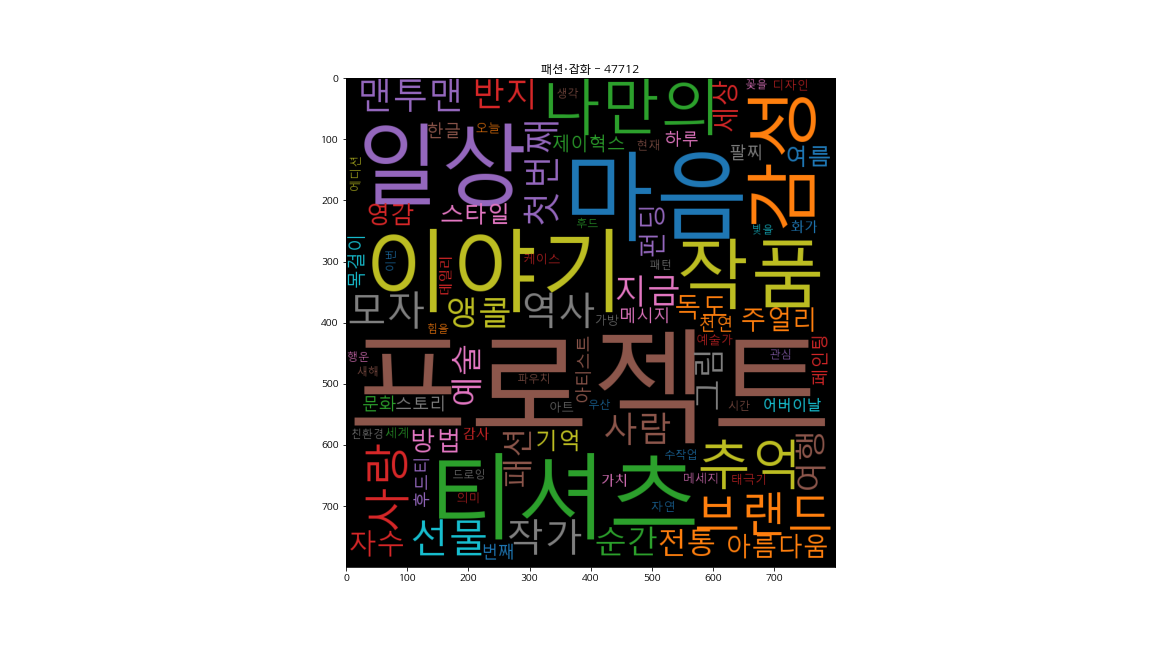 패션·잡화 - 47712
맨투맨 반지 나만의 세상 꽃을 디자인
생각
감성
한글 오늘 첫번째 제이혁스 현재 하루 팔찌 여름
일상 마음
에디션
영감 스타일 후드 펀딩 빛을 화가
목걸이 이번 데일리 이야기 케이스 패턴 작품
지금
모자 앵콜 역사 가방 메시지 독도 천연 주얼리
힘을
행운 프로젝트 예술가 관심 페인팅
새해 예술 파우치 아티스트 그림
문화 스토리 아트 우산 시간 어버이날
친환경 세계 방법 감사 패션 기억 사람
사랑 후드티 드로잉 티셔츠 가치 수작업 메세지 추억 태극기 여행
의미 자연 브랜드
자수 선물 번째 작가 순간 전통 아름다움
0
100
200
300
400
500
600
700
0 100 200 300 400 500 600 700